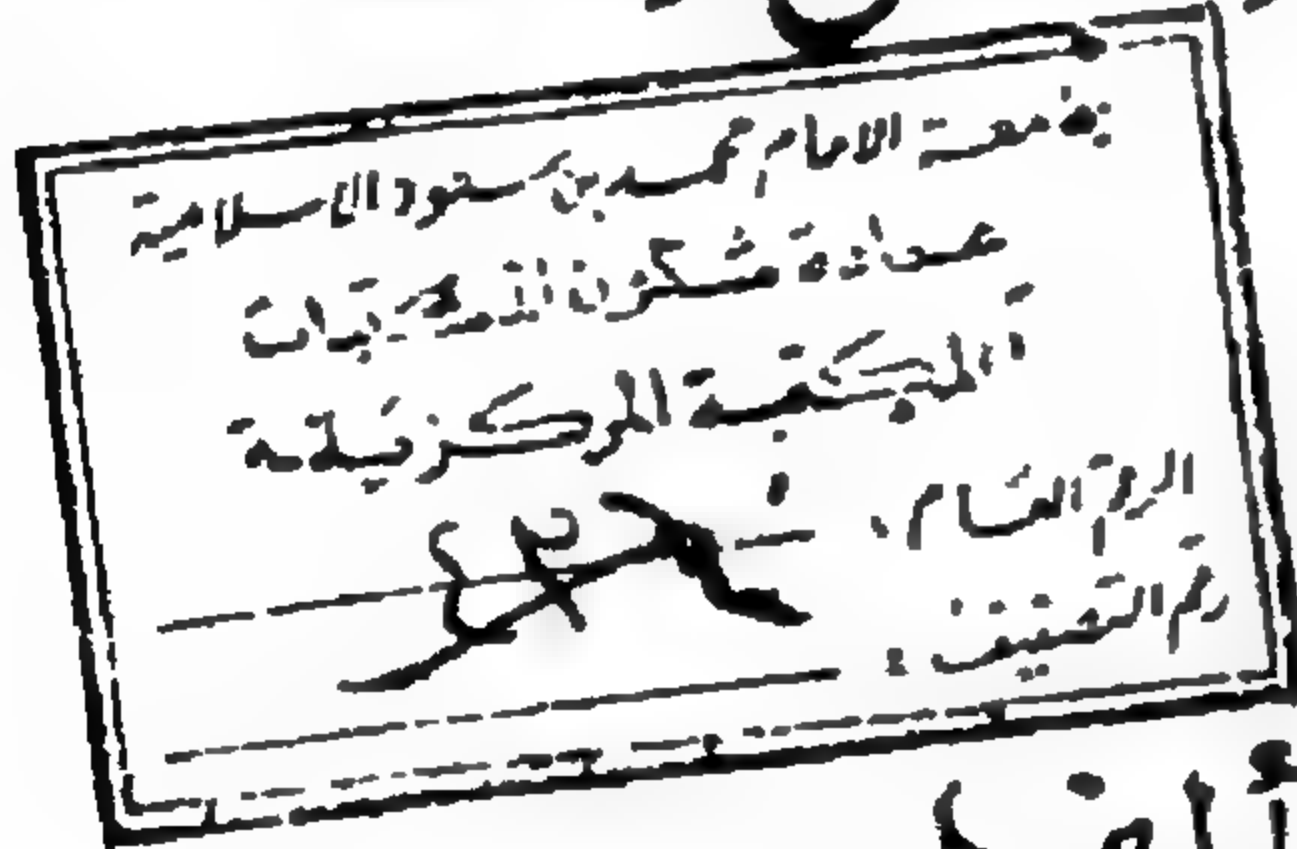 جامعة الامام محمد بن سعود الاسلامية
عمادة شئون المكتبات
المكتبة المركزية
الرقم العام :
رقم التصنيف :